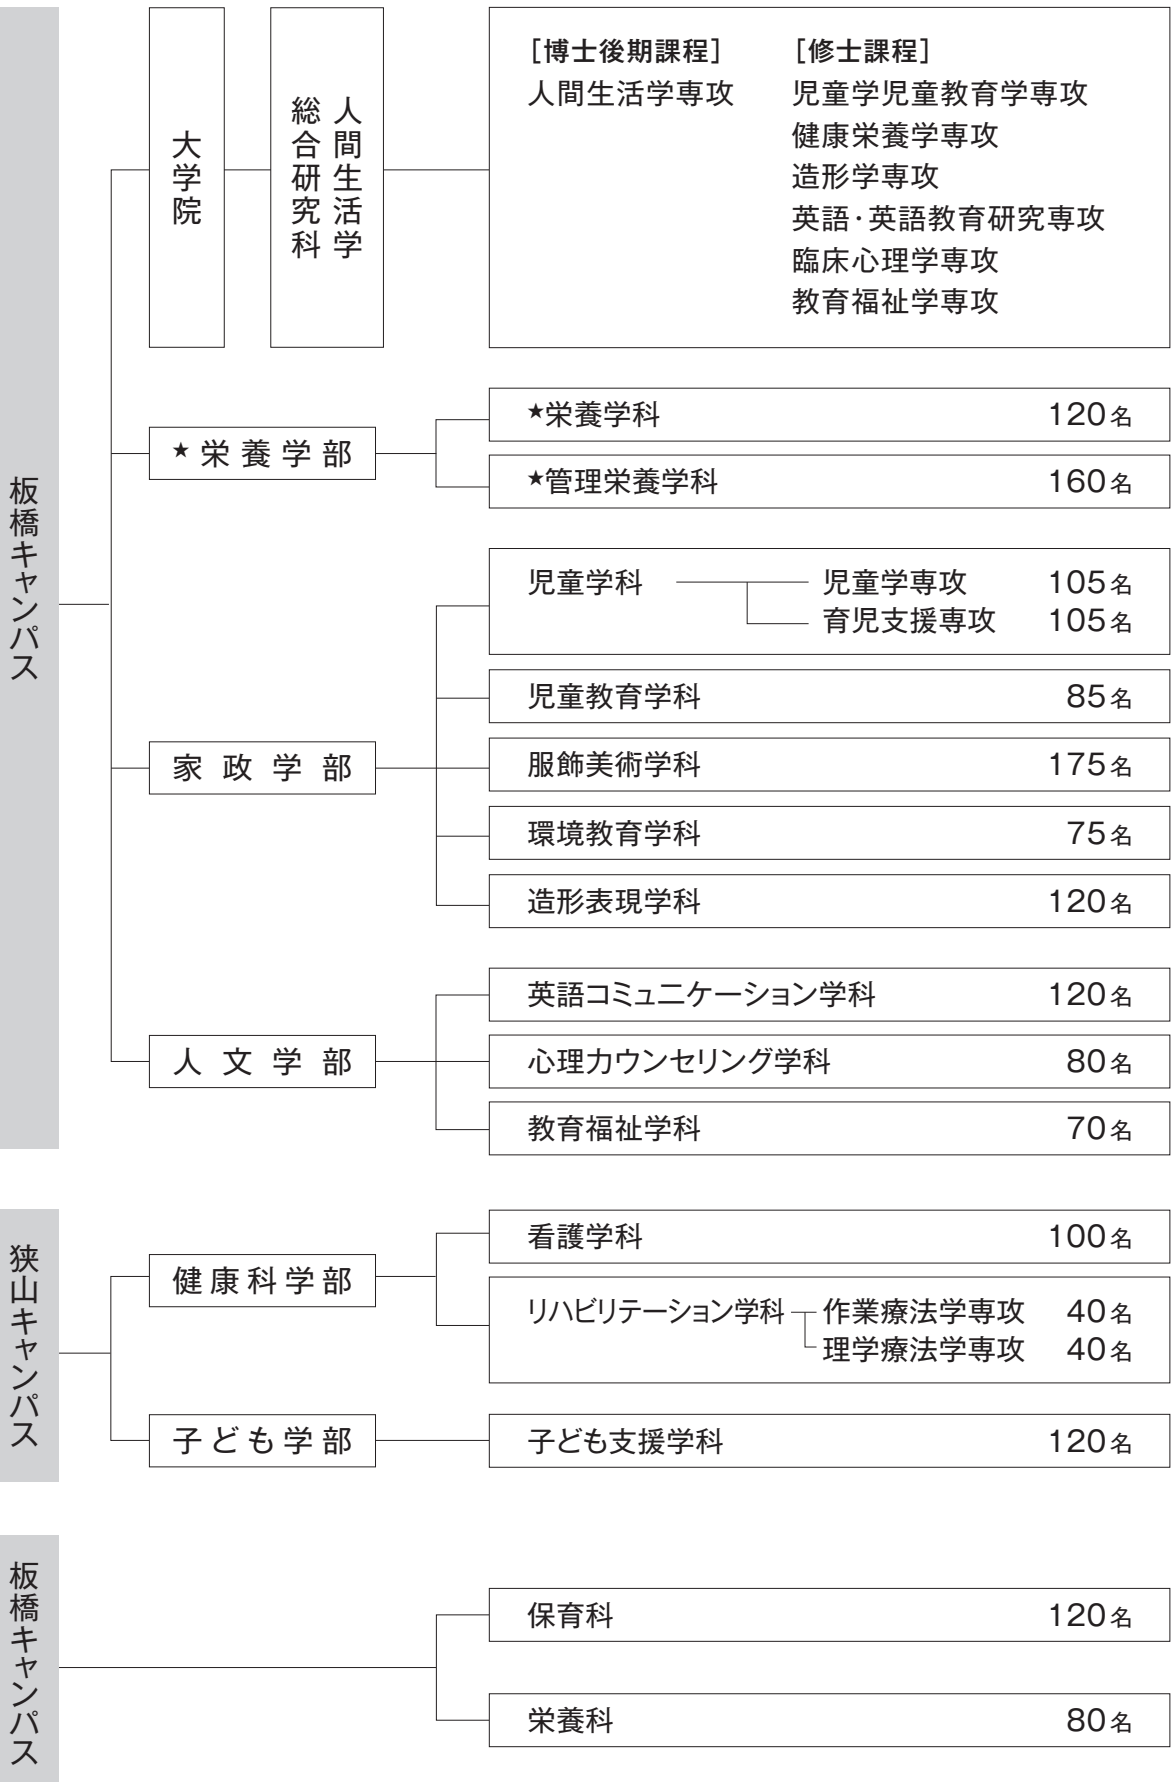 板橋キャンパス
大学院
人間生活学
総合研究科
［博士後期課程］
人間生活学専攻
［修士課程］
児童学児童教育学専攻
健康栄養学専攻
造形学専攻
英語・英語教育研究専攻
臨床心理学専攻
教育福祉学専攻
★栄養学部
★栄養学科 120名
★管理栄養学科 160名
家政学部
児童学科 児童学専攻 105名
育児支援専攻 105名
児童教育学科 85名
服飾美術学科 175名
環境教育学科 75名
造形表現学科 120名
人文学部
英語コミュニケーション学科 120名
心理カウンセリング学科 80名
教育福祉学科 70名
狭山キャンパス
健康科学部
看護学科 100名
リハビリテーション学科 作業療法学専攻 40名
理学療法学専攻 40名
子ども学部
子ども支援学科 120名
板橋キャンパス
保育科 120名
栄養科 80名